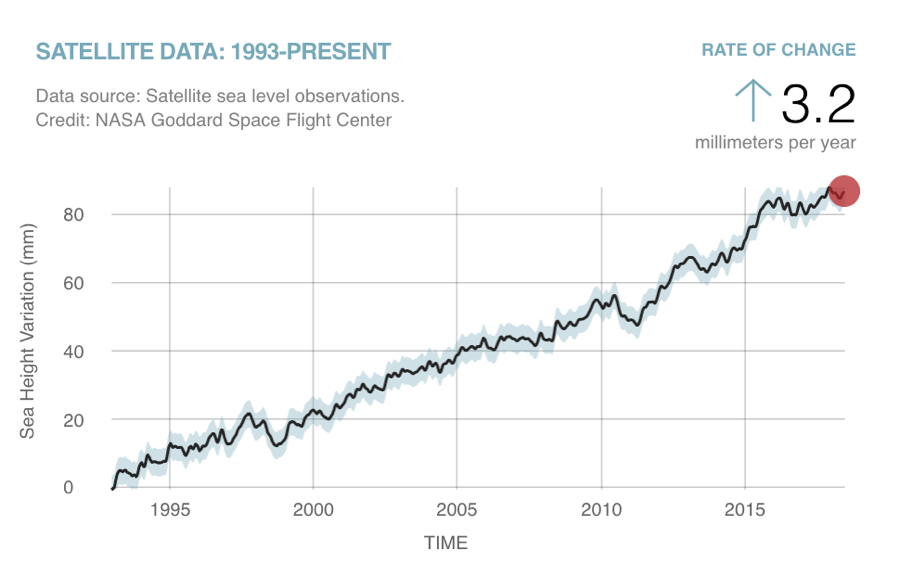 SATELLITE DATA: 1993-PRESENT
RATE OF CHANGE
Data source: Satellite sea level observations.
Credit: NASA Goddard Space Flight Center
3.2
millimeters per year
Sea Height Variation (mm)
80
60
40
20
0
1995 2000 2005 2010 2015
TIME